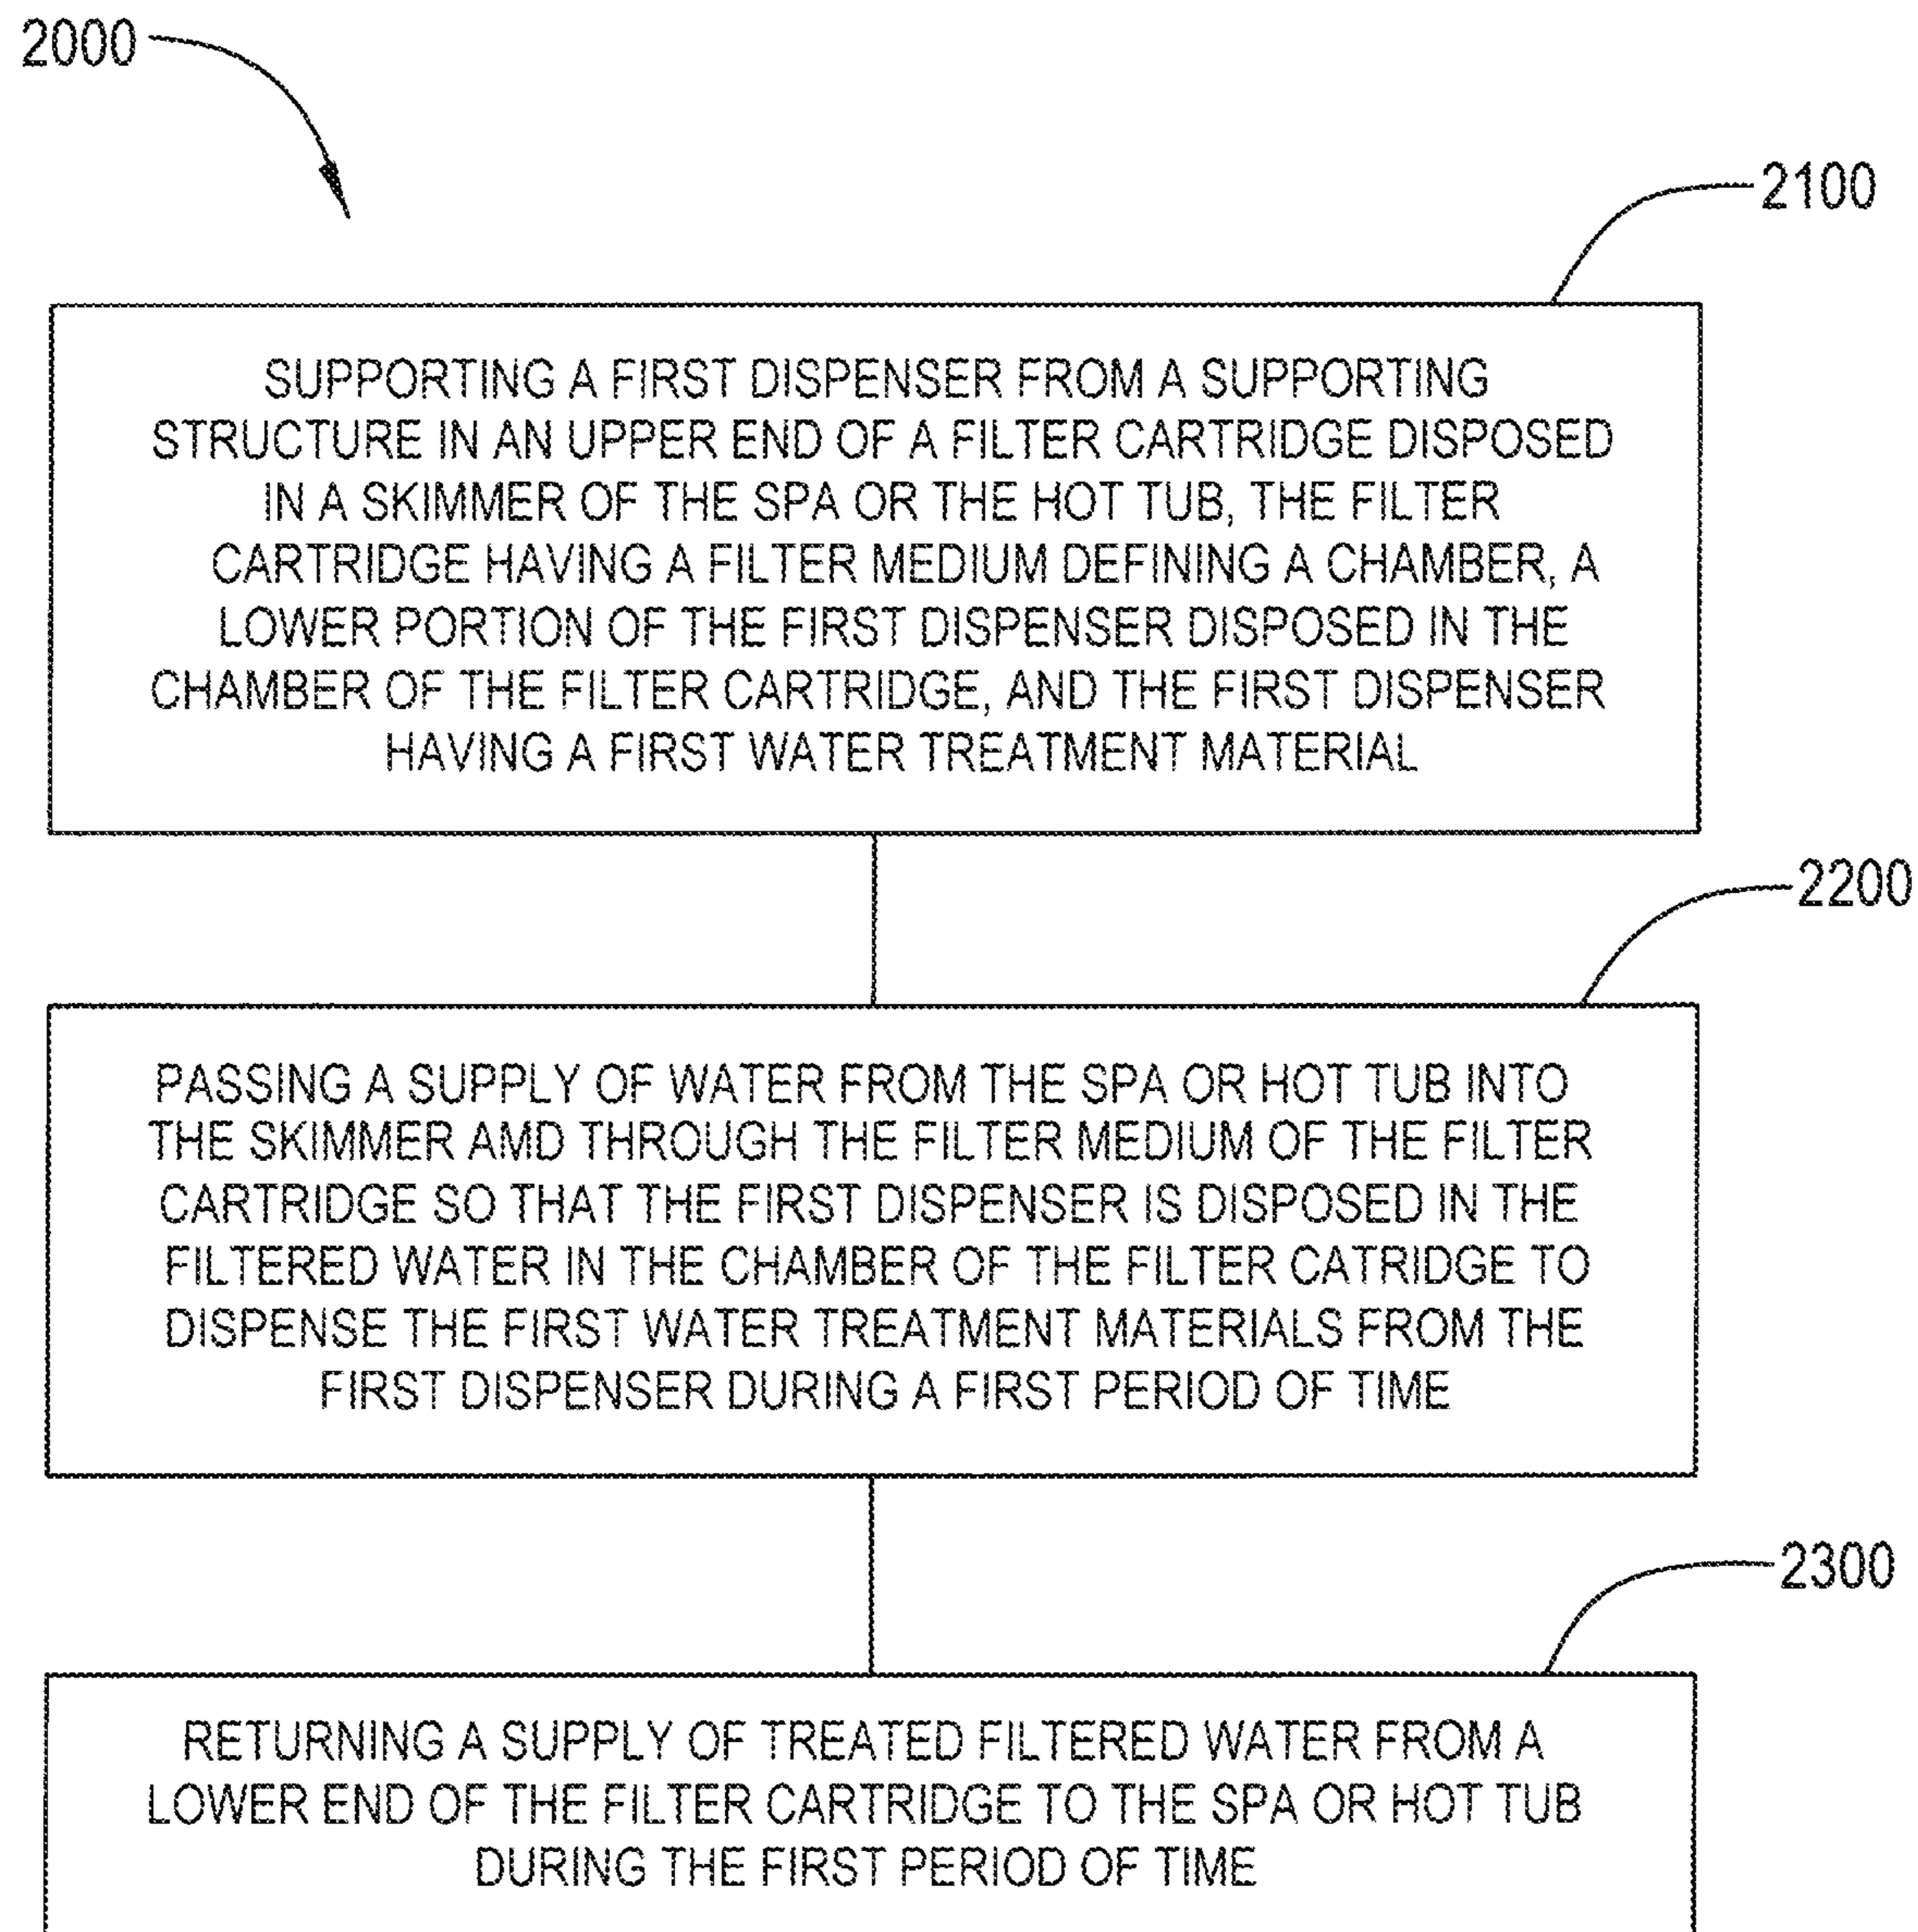 2000
2100
SUPPORTING A FIRST DISPENSER FROM A SUPPORTING
STRUCTURE IN AN UPPER END OF A FILTER CARTRIDGE DISPOSED
IN A SKIMMER OF THE SPA OR THE HOT TUB, THE FILTER
CARTRIDGE HAVING A FILTER MEDIUM DEFINING A CHAMBER, A
LOWER PORTION OF THE FIRST DISPENSER DISPOSED IN THE
CHAMBER OF THE FILTER CARTRIDGE, AND THE FIRST DISPENSER
HAVING A FIRST WATER TREATMENT MATERIAL
2200
PASSING A SUPPLY OF WATER FROM THE SPA OR HOT TUB INTO
THE SKIMMER AMD THROUGH THE FILTER MEDIUM OF THE FILTER
CARTRIDGE SO THAT THE FIRST DISPENSER IS DISPOSED IN THE
FILTERED WATER IN THE CHAMBER OF THE FILTER CATRIDGE TO
DISPENSE THE FIRST WATER TREATMENT MATERIALS FROM THE
FIRST DISPENSER DURING A FIRST PERIOD OF TIME
2300
RETURNING A SUPPLY OF TREATED FILTERED WATER FROM A
LOWER END OF THE FILTER CARTRIDGE TO THE SPA OR HOT TUB
DURING THE FIRST PERIOD OF TIME